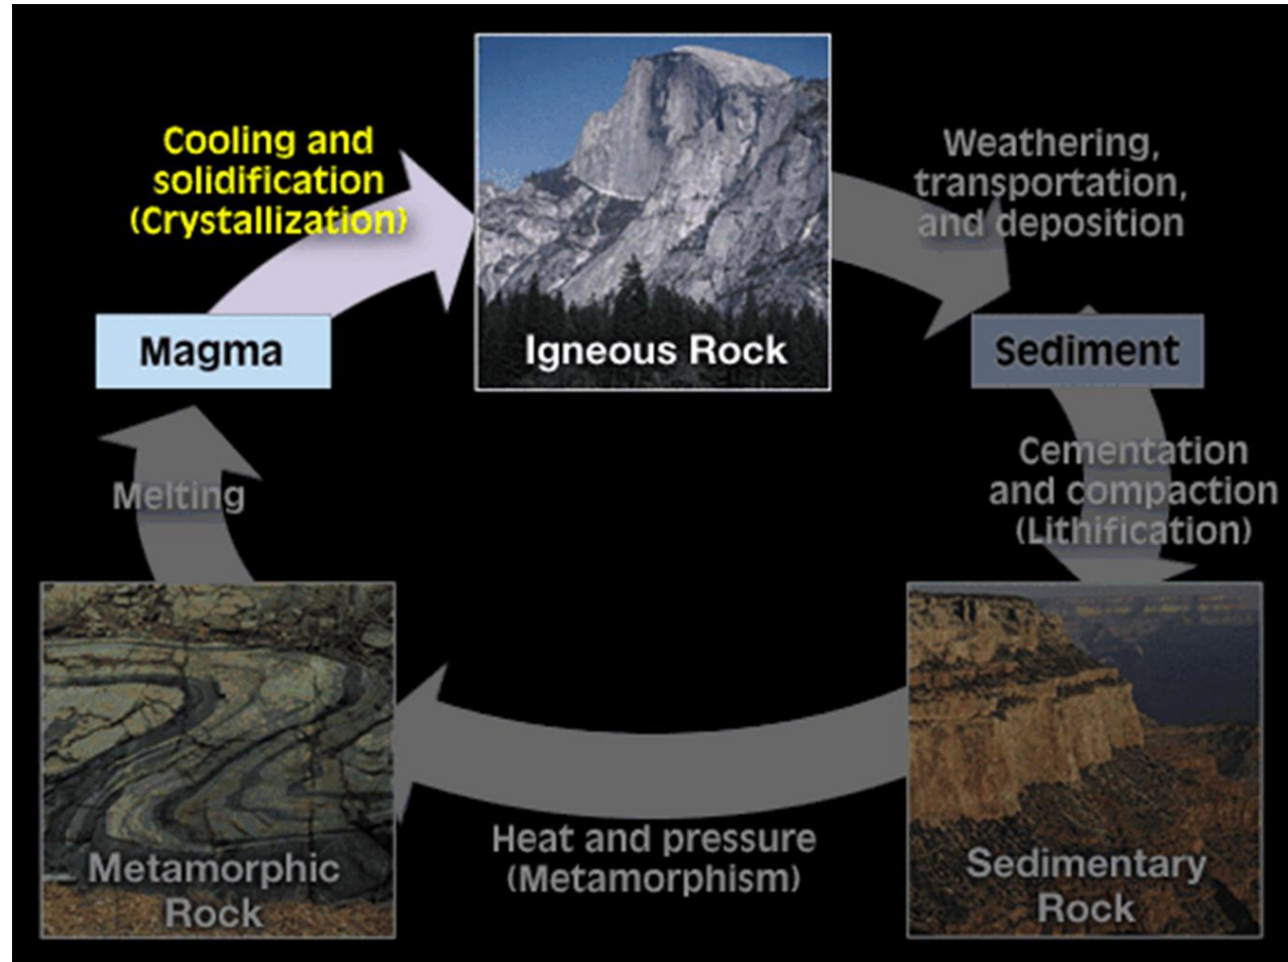 Cooling and
solidification
(Crystallization)
Igneous Rock
Weathering,
transportation,
and deposition
Magma
Sediment
Cementation
and compaction
(Lithification)
Melting
Metamorphic
Rock
Heat and pressure
(Metamorphism)
Sedimentary
Rock